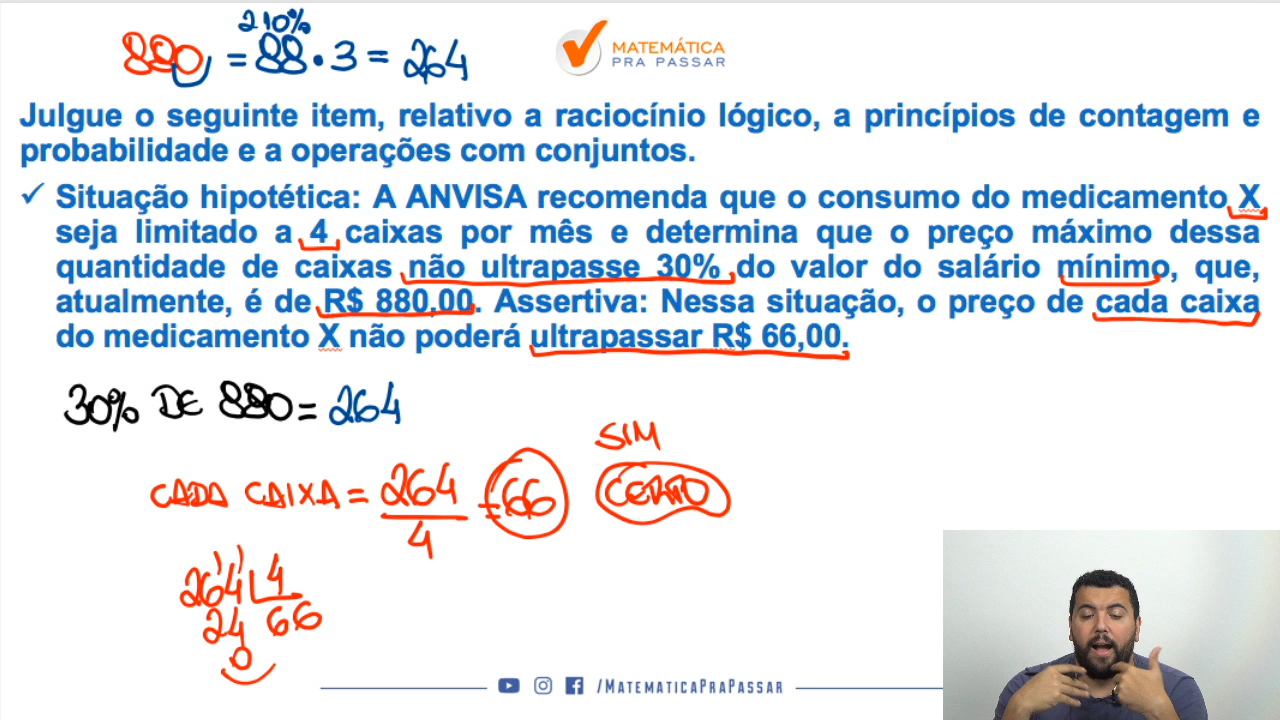 210%
880 = 88 · 3 = 264
MATEMÁTICA
PRA PASSAR
Julgue o seguinte item, relativo a raciocínio lógico, a princípios de contagem e
probabilidade e a operações com conjuntos.
✓ Situação hipotética: A ANVISA recomenda que o consumo do medicamento X
seja limitado a 4 caixas por mês e determina que o preço máximo dessa
quantidade de caixas não ultrapasse 30% do valor do salário mínimo, que,
atualmente, é de R$ 880,00. Assertiva: Nessa situação, o preço de cada caixa
do medicamento X não poderá ultrapassar R$ 66,00.
30% DE 880 = 264
SIM
CADA CAIXA = 264/4 = 66 CERTO
264 4
24 66
0
/MATEMATICAPRAPASSAR